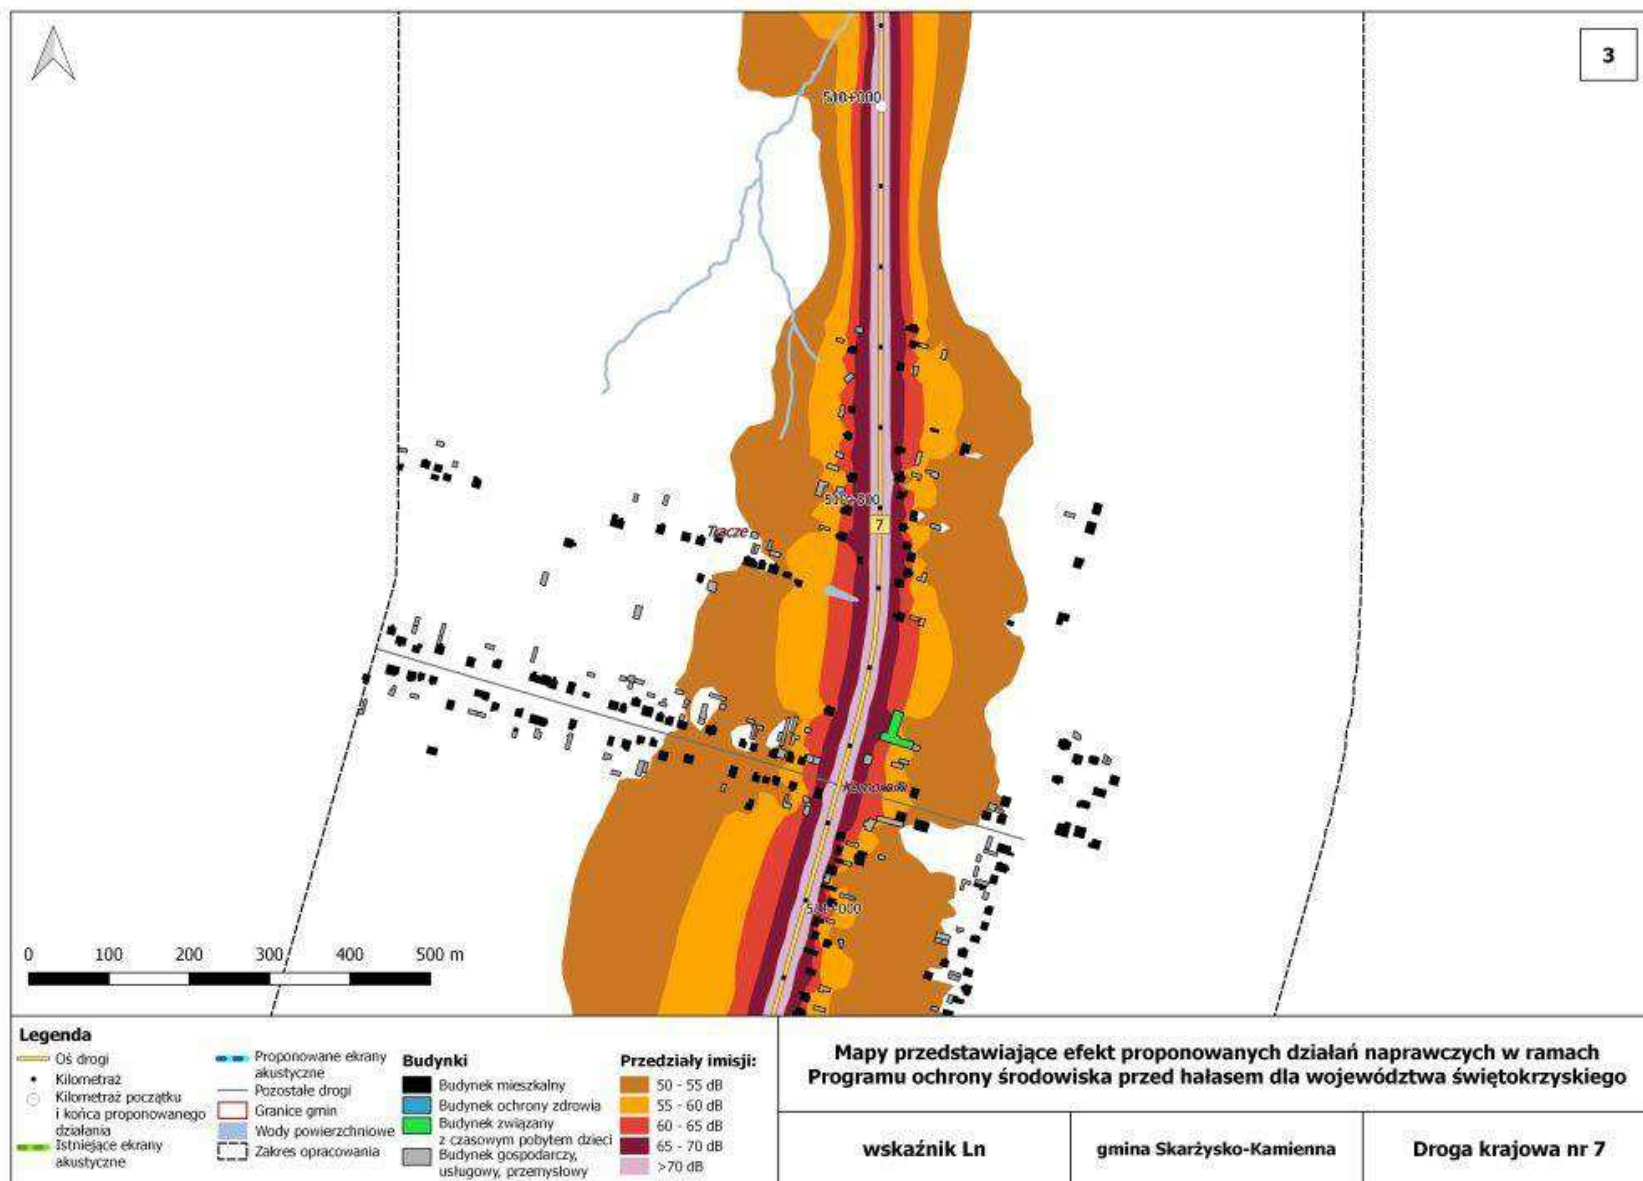 3
510+000
510+500
7
Tracze
511+000
0 100 200 300 400 500 m
Legenda
Oś drogi
Kilometraż
Kilometraż początku
i końca proponowanego
działania
Istniejące ekrany
akustyczne
Proponowane ekrany
akustyczne
Pozostałe drogi
Granice gmin
Wody powierzchniowe
Zakres opracowania
Budynki
Budynek mieszkalny
Budynek ochrony zdrowia
Budynek związany
z czasowym pobytem dzieci
Budynek gospodarczy,
usługowy, przemysłowy
Przedziały imisji:
50 - 55 dB
55 - 60 dB
60 - 65 dB
65 - 70 dB
>70 dB
Mapy przedstawiające efekt proponowanych działań naprawczych w ramach
Programu ochrony środowiska przed hałasem dla województwa świętokrzyskiego
wskaźnik Ln
gmina Skarżysko-Kamienna
Droga krajowa nr 7